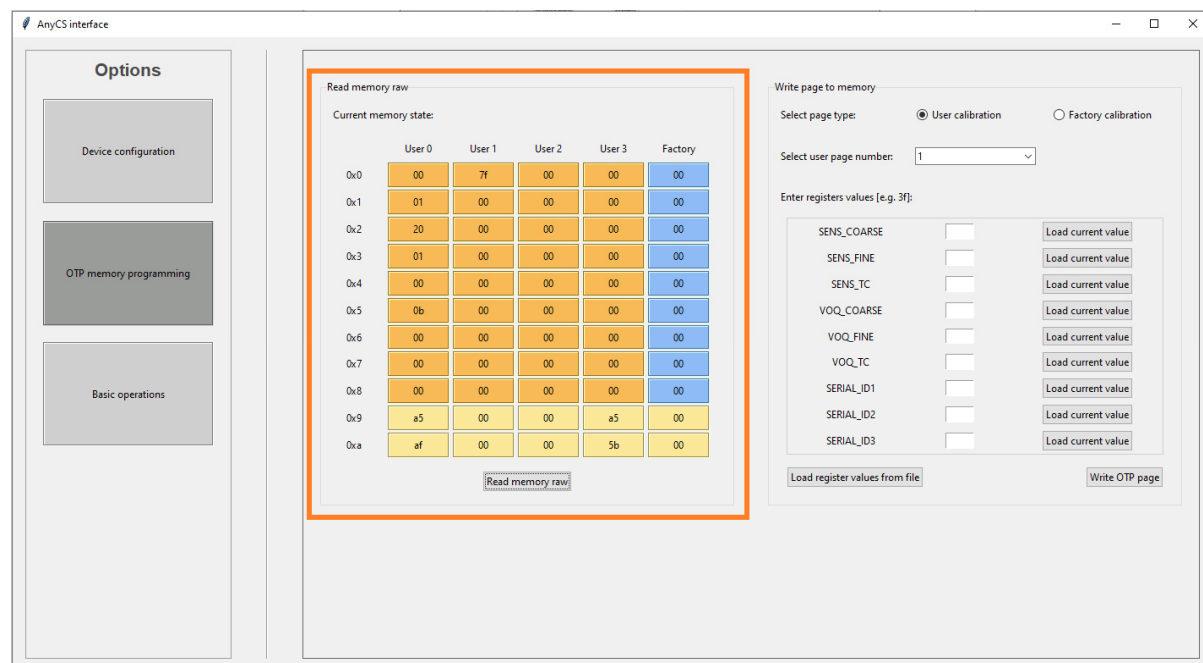 AnyCS interface
Options
Device configuration
OTP memory programming
Basic operations
Read memory raw
Current memory state:
User 0 User 1 User 2 User 3 Factory
0x0 00 7f 00 00 00
0x1 01 00 00 00 00
0x2 20 00 00 00 00
0x3 01 00 00 00 00
0x4 00 00 00 00 00
0x5 0b 00 00 00 00
0x6 00 00 00 00 00
0x7 00 00 00 00 00
0x8 00 00 00 00 00
0x9 a5 00 00 a5 00
0xa af 00 00 5b 00
Read memory raw
Write page to memory
Select page type: User calibration Factory calibration
Select user page number: 1
Enter registers values [e.g. 3f]:
SENS_COARSE Load current value
SENS_FINE Load current value
SENS_TC Load current value
VOQ_COARSE Load current value
VOQ_FINE Load current value
VOQ_TC Load current value
SERIAL_ID1 Load current value
SERIAL_ID2 Load current value
SERIAL_ID3 Load current value
Load register values from file Write OTP page